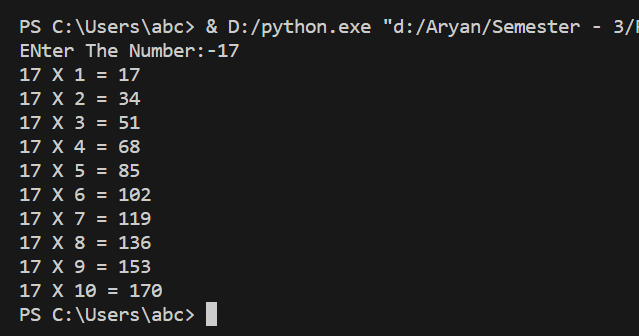 PS C:\Users\abc> & D:/python.exe "d:/Aryan/Semester - 3/
ENter The Number:-17
17 X 1 = 17
17 X 2 = 34
17 X 3 = 51
17 X 4 = 68
17 X 5 = 85
17 X 6 = 102
17 X 7 = 119
17 X 8 = 136
17 X 9 = 153
17 X 10 = 170
PS C:\Users\abc>